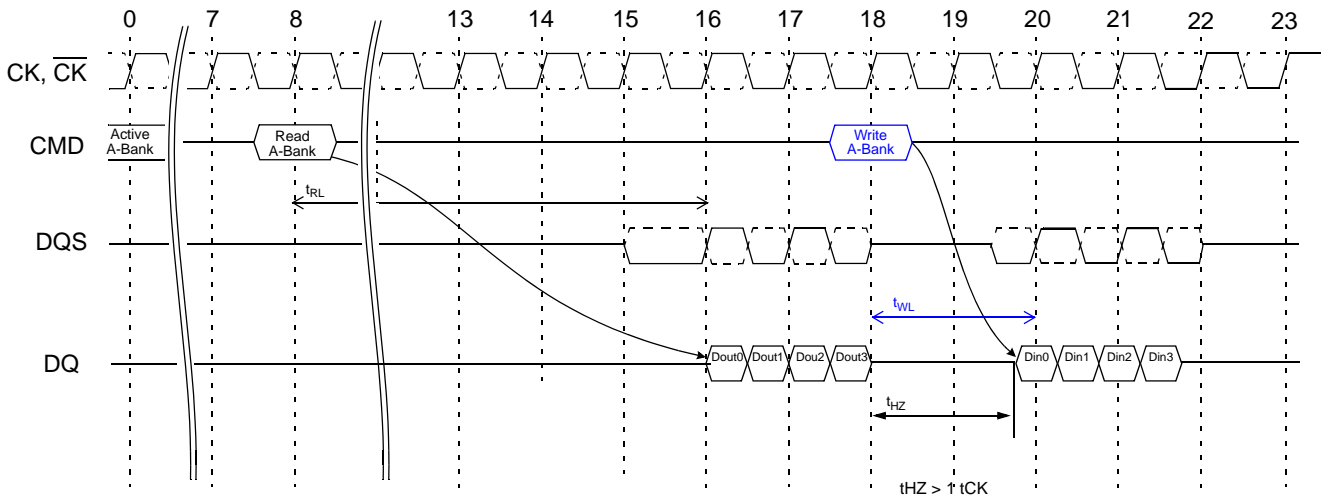 0 7 8 13 14 15 16 17 18 19 20 21 22 23
CK, C̅K̅
CMD
Active
A-Bank
Read
A-Bank
Write
A-Bank
tRL
DQS
tWL
DQ
Dout0 Dout1 Dou2 Dout3
Din0 Din1 Din2 Din3
tHZ
tHZ > 1 tCK